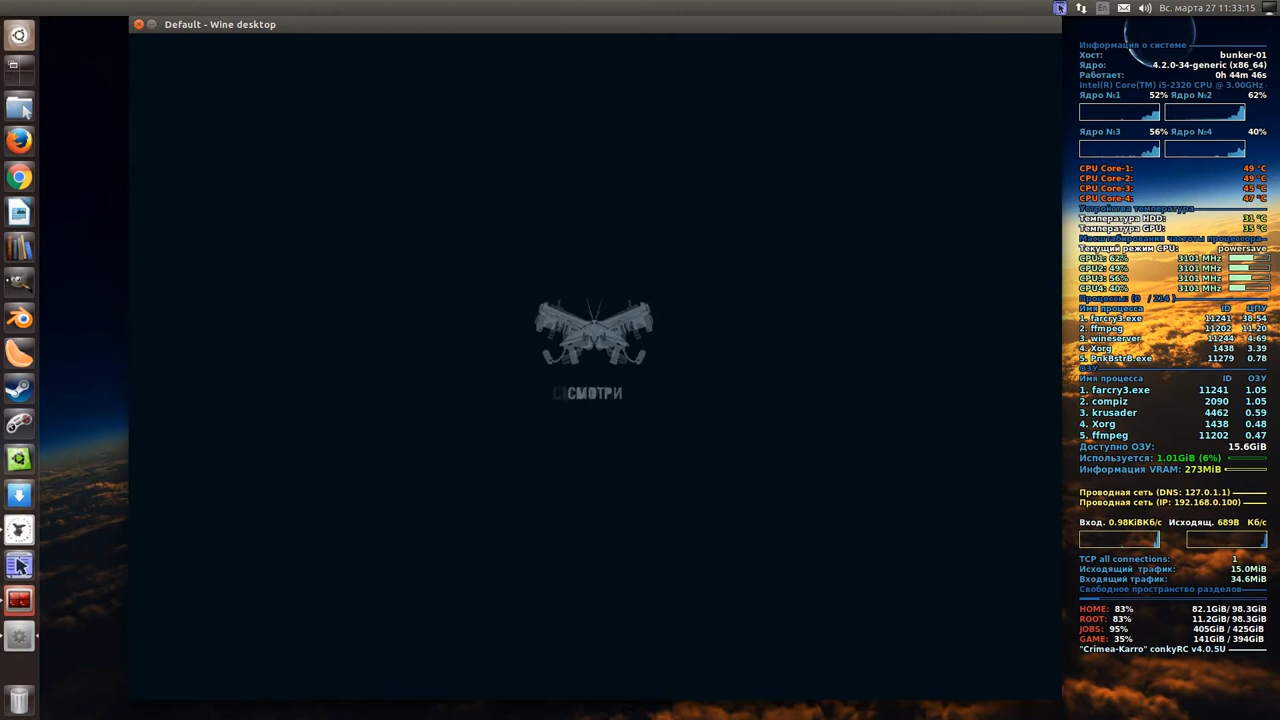 Default - Wine desktop
En
Вс. марта 27 11:33:15
СМОТРИ
Информация о системе
Хост: bunker-01
Ядро: 4.2.0-34-generic (x86_64)
Работает: 0h 44m 46s
Intel(R) Core(TM) i5-2320 CPU @ 3.00GHz
Ядро №1 52% Ядро №2 62%
Ядро №3 56% Ядро №4 40%
CPU Core-1: 49 °C
CPU Core-2: 49 °C
CPU Core-3: 45 °C
CPU Core-4: 47 °C
Устройства температура
Температура HDD: 31 °C
Температура GPU: 35 °C
Масштабирования частоты процессора
Текущий режим CPU: powersave
CPU1: 62% 3101 MHz
CPU2: 49% 3101 MHz
CPU3: 56% 3101 MHz
CPU4: 40% 3101 MHz
Процессы: (0 / 214 )
Имя процесса ID ЦПУ
1. farcry3.exe 11241 38.54
2. ffmpeg 11202 11.20
3. wineserver 11244 4.69
4. Xorg 1438 3.39
5. PnkBstrB.exe 11279 0.78
ОЗУ
Имя процесса ID ОЗУ
1. farcry3.exe 11241 1.05
2. compiz 2090 1.05
3. krusader 4462 0.59
4. Xorg 1438 0.48
5. ffmpeg 11202 0.47
Доступно ОЗУ: 15.6GiB
Используется: 1.01GiB (6%)
Информация VRAM: 273MiB
Проводная сеть (DNS: 127.0.1.1)
Проводная сеть (IP: 192.168.0.100)
Вход. 0.98KiBКб/с Исходящ. 689B Кб/с
TCP all connections: 1
Исходящий трафик: 15.0MiB
Входящий трафик: 34.6MiB
Свободное пространство разделов
HOME: 83% 82.1GiB/ 98.3GiB
ROOT: 83% 11.2GiB/ 98.3GiB
JOBS: 95% 405GiB / 425GiB
GAME: 35% 141GiB / 394GiB
"Crimea-Karro" conkyRC v4.0.5U